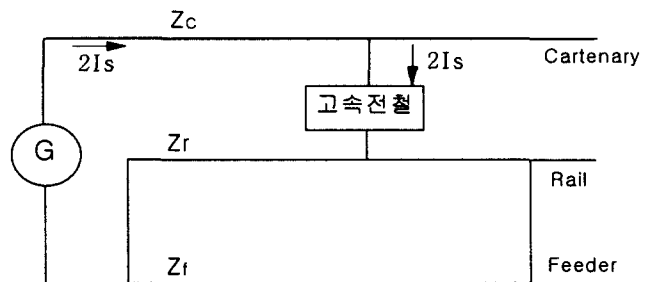 Zc
2Is
2Is
Cartenary
고속전철
G
Zr
Rail
Zf
Feeder